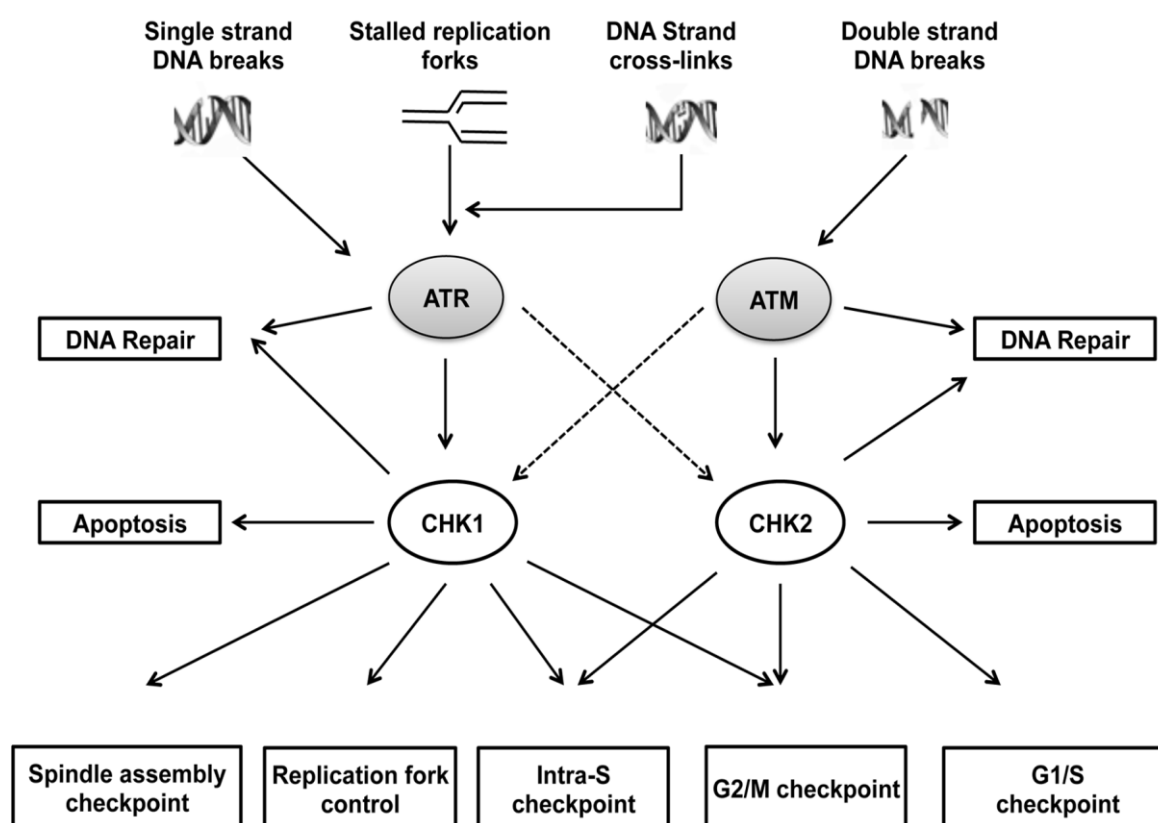 Single strand
DNA breaks
Stalled replication
forks
DNA Strand
cross-links
Double strand
DNA breaks
ATR
ATM
DNA Repair
DNA Repair
Apoptosis
CHK1
CHK2
Apoptosis
Spindle assembly
checkpoint
Replication fork
control
Intra-S
checkpoint
G2/M checkpoint
G1/S
checkpoint